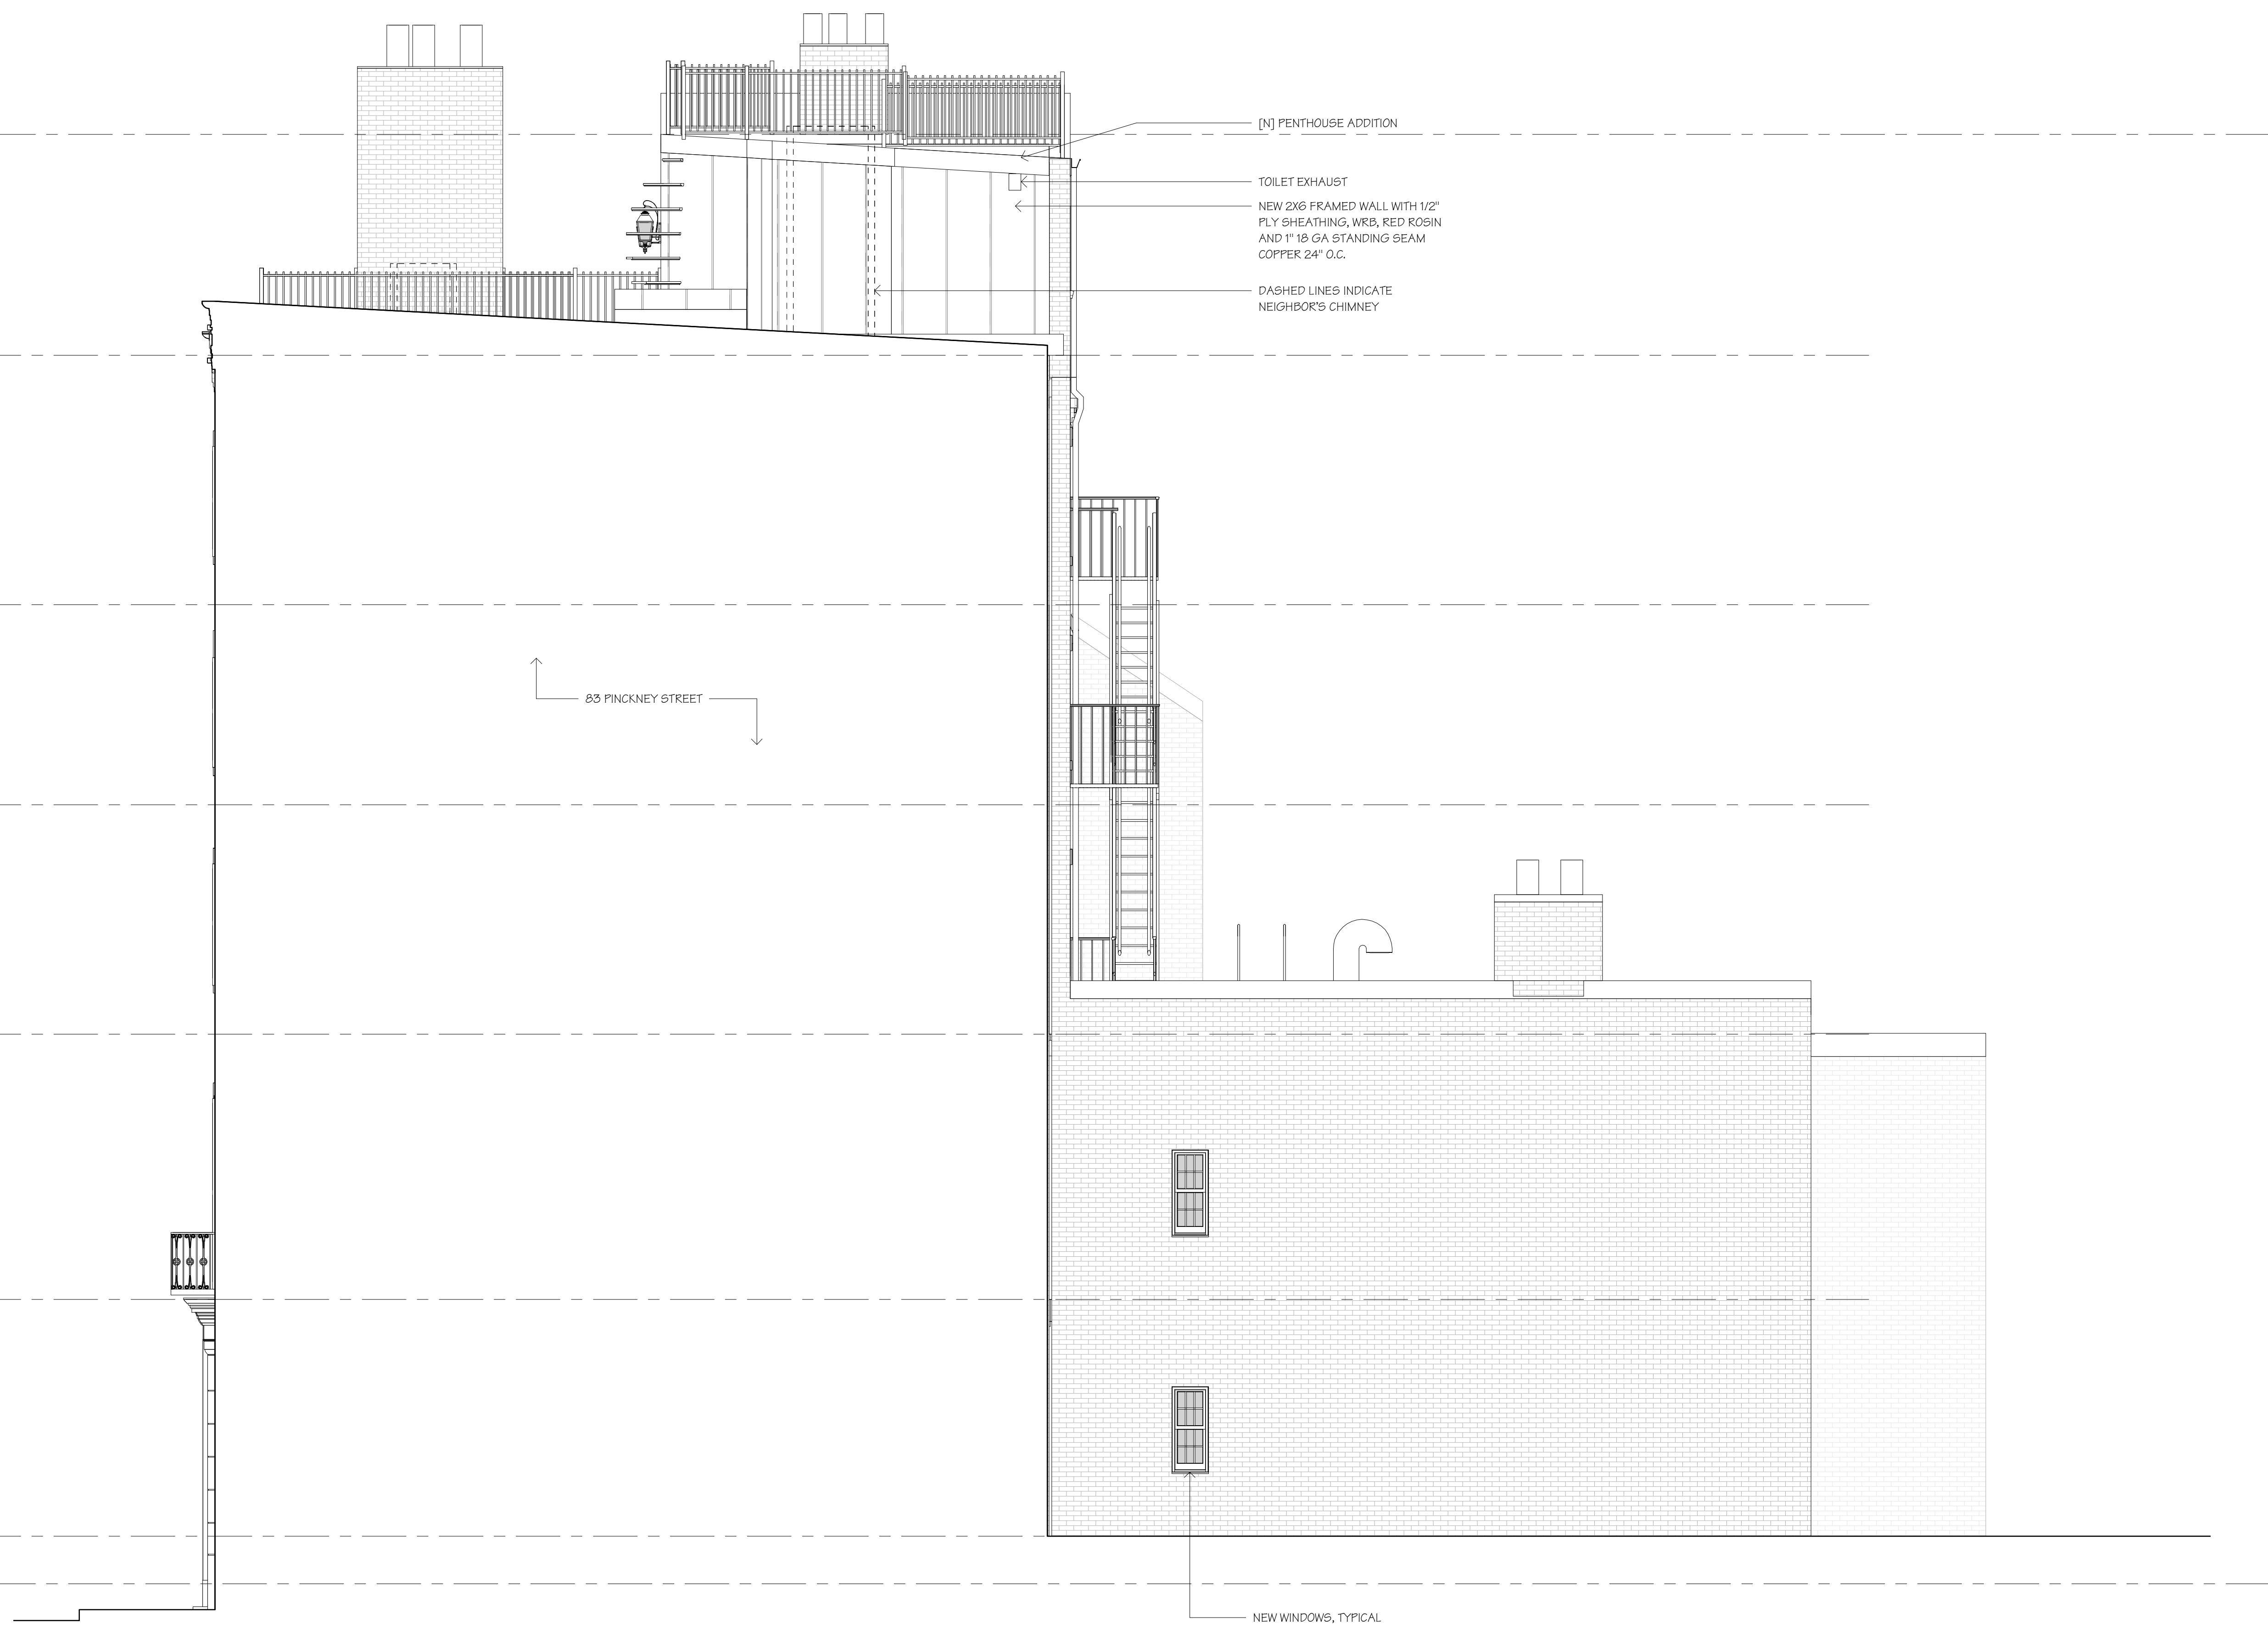 [N] PENTHOUSE ADDITION
TOILET EXHAUST
NEW 2X6 FRAMED WALL WITH 1/2"
PLY SHEATHING, WRB, RED ROSIN
AND 1" 18 GA STANDING SEAM
COPPER 24" O.C.
DASHED LINES INDICATE
NEIGHBOR'S CHIMNEY
83 PINCKNEY STREET
NEW WINDOWS, TYPICAL